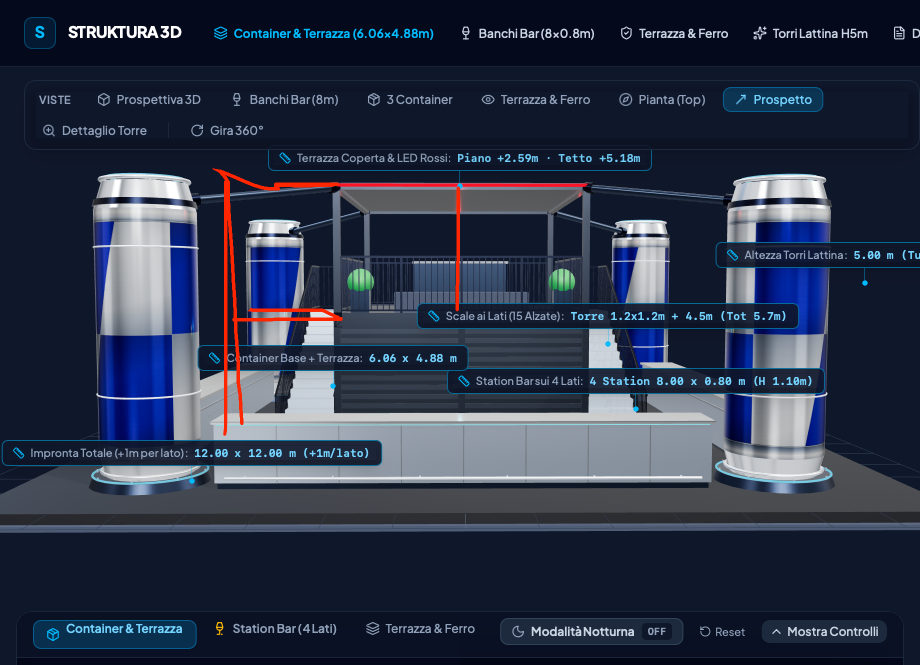 S STRUKTURA 3D Container & Terrazza (6.06×4.88m) Banchi Bar (8×0.8m) Terrazza & Ferro Torri Lattina H5m D
VISTE Prospettiva 3D Banchi Bar (8m) 3 Container Terrazza & Ferro Pianta (Top) Prospetto
Dettaglio Torre Gira 360°
Terrazza Coperta & LED Rossi: Piano +2.59m · Tetto +5.18m
Altezza Torri Lattina: 5.00 m (Tu
Scale ai Lati (15 Alzate): Torre 1.2x1.2m + 4.5m (Tot 5.7m)
Container Base + Terrazza: 6.06 x 4.88 m
Station Bar sui 4 Lati: 4 Station 8.00 x 0.80 m (H 1.10m)
Impronta Totale (+1m per lato): 12.00 x 12.00 m (+1m/lato)
Container & Terrazza Station Bar (4 Lati) Terrazza & Ferro Modalità Notturna OFF Reset Mostra Controlli